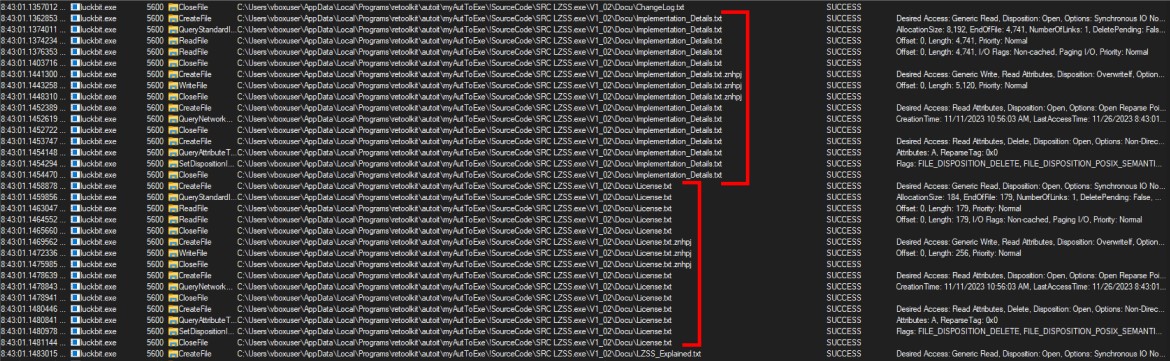 8:43:01.1357012 ... luckbit.exe 5600 CloseFile C:\Users\vboxuser\AppData\Local\Programs\retoolkit\autoit\myAutToExe\!SourceCode\SRC LZSS.exe\V1_02\Docu\ChangeLog.txt SUCCESS
8:43:01.1364053 ... luckbit.exe 5600 CreateFile C:\Users\vboxuser\AppData\Local\Programs\retoolkit\autoit\myAutToExe\!SourceCode\SRC LZSS.exe\V1_02\Docu\Implementation_Details.txt SUCCESS Desired Access: Generic Read, Disposition: Open, Options: Synchronous IO No...
8:43:01.1374011 ... luckbit.exe 5600 QueryStandardI... C:\Users\vboxuser\AppData\Local\Programs\retoolkit\autoit\myAutToExe\!SourceCode\SRC LZSS.exe\V1_02\Docu\Implementation_Details.txt SUCCESS AllocationSize: 8,192, EndOfFile: 4,741, NumberOfLinks: 1, DeletePending: Fals...
8:43:01.1374234 ... luckbit.exe 5600 ReadFile C:\Users\vboxuser\AppData\Local\Programs\retoolkit\autoit\myAutToExe\!SourceCode\SRC LZSS.exe\V1_02\Docu\Implementation_Details.txt SUCCESS Offset: 0, Length: 4,741, Priority: Normal
8:43:01.1376353 ... luckbit.exe 5600 ReadFile C:\Users\vboxuser\AppData\Local\Programs\retoolkit\autoit\myAutToExe\!SourceCode\SRC LZSS.exe\V1_02\Docu\Implementation_Details.txt SUCCESS Offset: 0, Length: 4,741, I/O Flags: Non-cached, Paging I/O, Priority: Normal
8:43:01.1403716 ... luckbit.exe 5600 CloseFile C:\Users\vboxuser\AppData\Local\Programs\retoolkit\autoit\myAutToExe\!SourceCode\SRC LZSS.exe\V1_02\Docu\Implementation_Details.txt SUCCESS
8:43:01.1441300 ... luckbit.exe 5600 CreateFile C:\Users\vboxuser\AppData\Local\Programs\retoolkit\autoit\myAutToExe\!SourceCode\SRC LZSS.exe\V1_02\Docu\Implementation_Details.txt.znhpj SUCCESS Desired Access: Generic Write, Read Attributes, Disposition: OverwriteIf, Option...
8:43:01.1443258 ... luckbit.exe 5600 WriteFile C:\Users\vboxuser\AppData\Local\Programs\retoolkit\autoit\myAutToExe\!SourceCode\SRC LZSS.exe\V1_02\Docu\Implementation_Details.txt.znhpj SUCCESS Offset: 0, Length: 5,120, Priority: Normal
8:43:01.1448310 ... luckbit.exe 5600 CloseFile C:\Users\vboxuser\AppData\Local\Programs\retoolkit\autoit\myAutToExe\!SourceCode\SRC LZSS.exe\V1_02\Docu\Implementation_Details.txt.znhpj SUCCESS
8:43:01.1452389 ... luckbit.exe 5600 CreateFile C:\Users\vboxuser\AppData\Local\Programs\retoolkit\autoit\myAutToExe\!SourceCode\SRC LZSS.exe\V1_02\Docu\Implementation_Details.txt SUCCESS Desired Access: Read Attributes, Disposition: Open, Options: Open Reparse Poi...
8:43:01.1452619 ... luckbit.exe 5600 QueryNetwork... C:\Users\vboxuser\AppData\Local\Programs\retoolkit\autoit\myAutToExe\!SourceCode\SRC LZSS.exe\V1_02\Docu\Implementation_Details.txt SUCCESS CreationTime: 11/11/2023 10:56:03 AM, LastAccessTime: 11/26/2023 8:43:01...
8:43:01.1452722 ... luckbit.exe 5600 CloseFile C:\Users\vboxuser\AppData\Local\Programs\retoolkit\autoit\myAutToExe\!SourceCode\SRC LZSS.exe\V1_02\Docu\Implementation_Details.txt SUCCESS
8:43:01.1453747 ... luckbit.exe 5600 CreateFile C:\Users\vboxuser\AppData\Local\Programs\retoolkit\autoit\myAutToExe\!SourceCode\SRC LZSS.exe\V1_02\Docu\Implementation_Details.txt SUCCESS Desired Access: Read Attributes, Delete, Disposition: Open, Options: Non-Direc...
8:43:01.1454148 ... luckbit.exe 5600 QueryAttributeT... C:\Users\vboxuser\AppData\Local\Programs\retoolkit\autoit\myAutToExe\!SourceCode\SRC LZSS.exe\V1_02\Docu\Implementation_Details.txt SUCCESS Attributes: A, ReparseTag: 0x0
8:43:01.1454294 ... luckbit.exe 5600 SetDispositionI... C:\Users\vboxuser\AppData\Local\Programs\retoolkit\autoit\myAutToExe\!SourceCode\SRC LZSS.exe\V1_02\Docu\Implementation_Details.txt SUCCESS Flags: FILE_DISPOSITION_DELETE, FILE_DISPOSITION_POSIX_SEMANTI...
8:43:01.1454470 ... luckbit.exe 5600 CloseFile C:\Users\vboxuser\AppData\Local\Programs\retoolkit\autoit\myAutToExe\!SourceCode\SRC LZSS.exe\V1_02\Docu\Implementation_Details.txt SUCCESS
8:43:01.1458878 ... luckbit.exe 5600 CreateFile C:\Users\vboxuser\AppData\Local\Programs\retoolkit\autoit\myAutToExe\!SourceCode\SRC LZSS.exe\V1_02\Docu\License.txt SUCCESS Desired Access: Generic Read, Disposition: Open, Options: Synchronous IO No...
8:43:01.1459856 ... luckbit.exe 5600 QueryStandardI... C:\Users\vboxuser\AppData\Local\Programs\retoolkit\autoit\myAutToExe\!SourceCode\SRC LZSS.exe\V1_02\Docu\License.txt SUCCESS AllocationSize: 184, EndOfFile: 179, NumberOfLinks: 1, DeletePending: False, ...
8:43:01.1463047 ... luckbit.exe 5600 ReadFile C:\Users\vboxuser\AppData\Local\Programs\retoolkit\autoit\myAutToExe\!SourceCode\SRC LZSS.exe\V1_02\Docu\License.txt SUCCESS Offset: 0, Length: 179, Priority: Normal
8:43:01.1464552 ... luckbit.exe 5600 ReadFile C:\Users\vboxuser\AppData\Local\Programs\retoolkit\autoit\myAutToExe\!SourceCode\SRC LZSS.exe\V1_02\Docu\License.txt SUCCESS Offset: 0, Length: 179, I/O Flags: Non-cached, Paging I/O, Priority: Normal
8:43:01.1465660 ... luckbit.exe 5600 CloseFile C:\Users\vboxuser\AppData\Local\Programs\retoolkit\autoit\myAutToExe\!SourceCode\SRC LZSS.exe\V1_02\Docu\License.txt SUCCESS
8:43:01.1469562 ... luckbit.exe 5600 CreateFile C:\Users\vboxuser\AppData\Local\Programs\retoolkit\autoit\myAutToExe\!SourceCode\SRC LZSS.exe\V1_02\Docu\License.txt.znhpj SUCCESS Desired Access: Generic Write, Read Attributes, Disposition: OverwriteIf, Option...
8:43:01.1472336 ... luckbit.exe 5600 WriteFile C:\Users\vboxuser\AppData\Local\Programs\retoolkit\autoit\myAutToExe\!SourceCode\SRC LZSS.exe\V1_02\Docu\License.txt.znhpj SUCCESS Offset: 0, Length: 256, Priority: Normal
8:43:01.1475985 ... luckbit.exe 5600 CloseFile C:\Users\vboxuser\AppData\Local\Programs\retoolkit\autoit\myAutToExe\!SourceCode\SRC LZSS.exe\V1_02\Docu\License.txt.znhpj SUCCESS
8:43:01.1478639 ... luckbit.exe 5600 CreateFile C:\Users\vboxuser\AppData\Local\Programs\retoolkit\autoit\myAutToExe\!SourceCode\SRC LZSS.exe\V1_02\Docu\License.txt SUCCESS Desired Access: Read Attributes, Disposition: Open, Options: Open Reparse Poi...
8:43:01.1478843 ... luckbit.exe 5600 QueryNetwork... C:\Users\vboxuser\AppData\Local\Programs\retoolkit\autoit\myAutToExe\!SourceCode\SRC LZSS.exe\V1_02\Docu\License.txt SUCCESS CreationTime: 11/11/2023 10:56:03 AM, LastAccessTime: 11/26/2023 8:43:01...
8:43:01.1478941 ... luckbit.exe 5600 CloseFile C:\Users\vboxuser\AppData\Local\Programs\retoolkit\autoit\myAutToExe\!SourceCode\SRC LZSS.exe\V1_02\Docu\License.txt SUCCESS
8:43:01.1480446 ... luckbit.exe 5600 CreateFile C:\Users\vboxuser\AppData\Local\Programs\retoolkit\autoit\myAutToExe\!SourceCode\SRC LZSS.exe\V1_02\Docu\License.txt SUCCESS Desired Access: Read Attributes, Delete, Disposition: Open, Options: Non-Direc...
8:43:01.1480841 ... luckbit.exe 5600 QueryAttributeT... C:\Users\vboxuser\AppData\Local\Programs\retoolkit\autoit\myAutToExe\!SourceCode\SRC LZSS.exe\V1_02\Docu\License.txt SUCCESS Attributes: A, ReparseTag: 0x0
8:43:01.1480978 ... luckbit.exe 5600 SetDispositionI... C:\Users\vboxuser\AppData\Local\Programs\retoolkit\autoit\myAutToExe\!SourceCode\SRC LZSS.exe\V1_02\Docu\License.txt SUCCESS Flags: FILE_DISPOSITION_DELETE, FILE_DISPOSITION_POSIX_SEMANTI...
8:43:01.1481144 ... luckbit.exe 5600 CloseFile C:\Users\vboxuser\AppData\Local\Programs\retoolkit\autoit\myAutToExe\!SourceCode\SRC LZSS.exe\V1_02\Docu\License.txt SUCCESS
8:43:01.1483015 ... luckbit.exe 5600 CreateFile C:\Users\vboxuser\AppData\Local\Programs\retoolkit\autoit\myAutToExe\!SourceCode\SRC LZSS.exe\V1_02\Docu\LZSS_Explained.txt SUCCESS Desired Access: Generic Read, Disposition: Open, Options: Synchronous IO No...